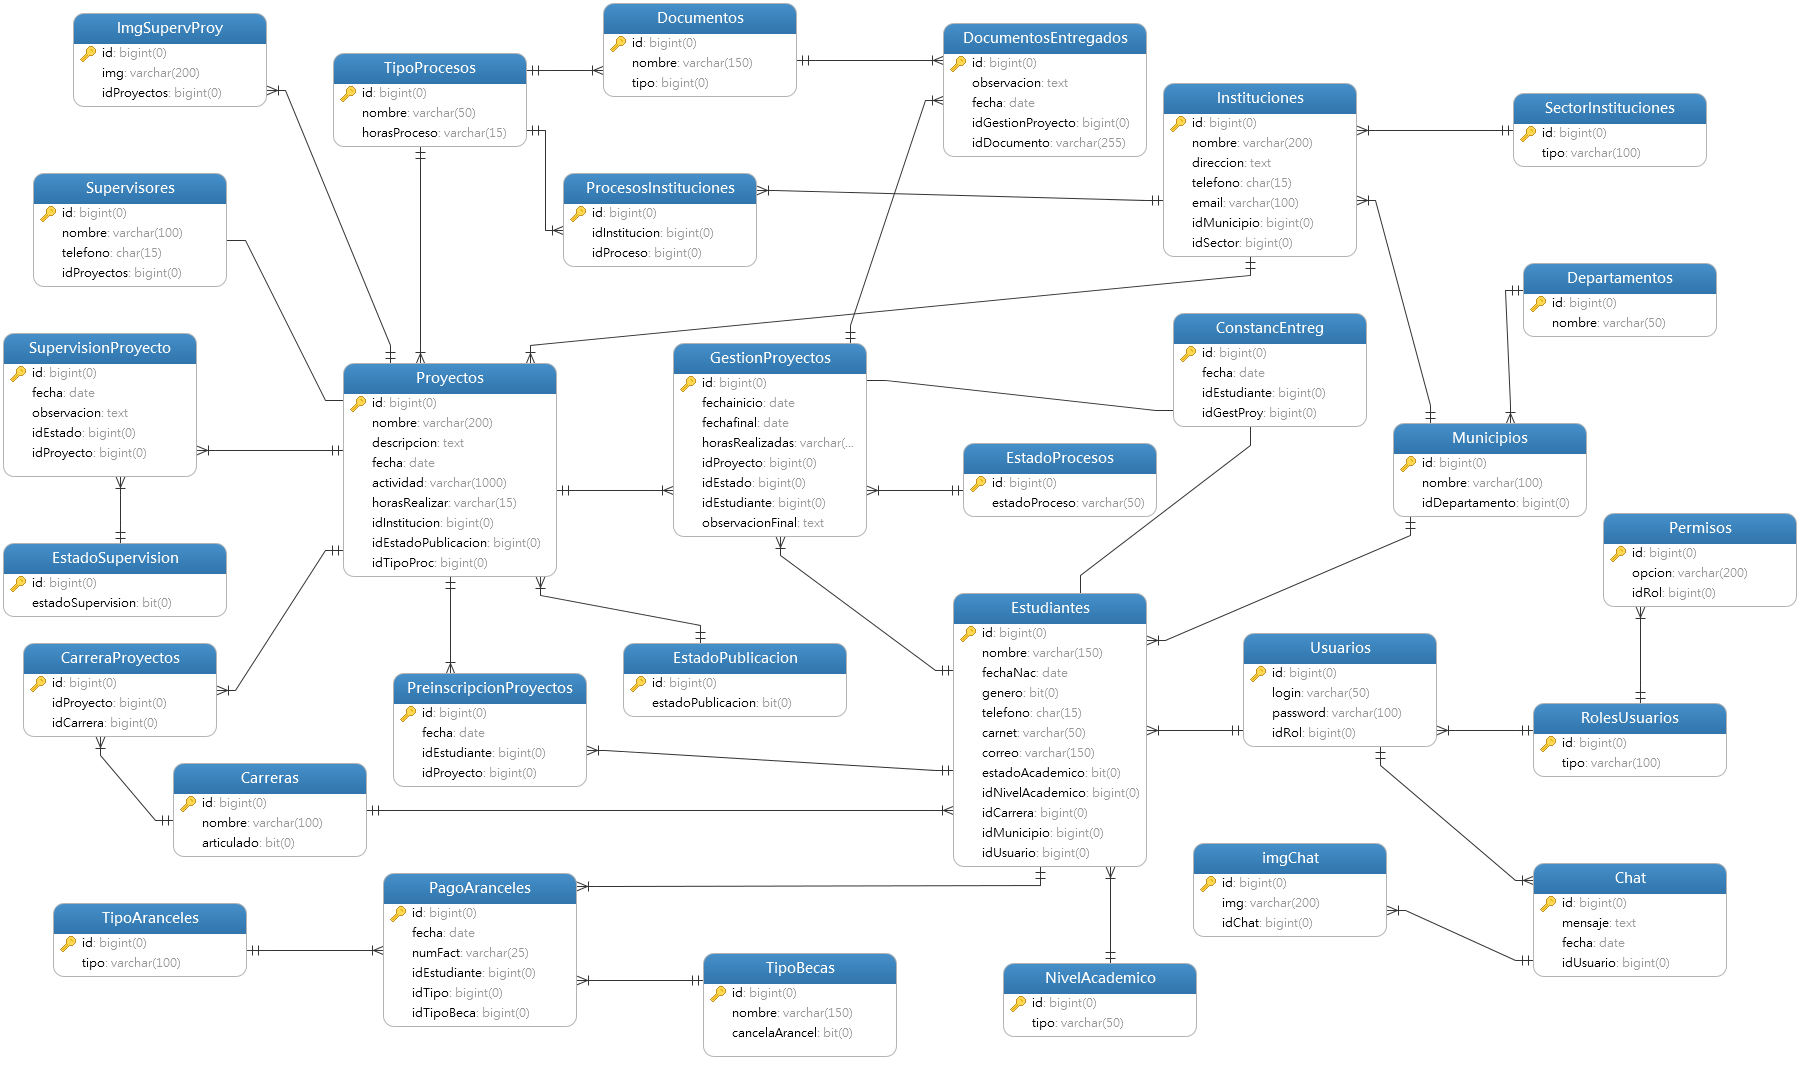 ImgSupervProy
id: bigint(0)
img: varchar(200)
idProyectos: bigint(0)
TipoProcesos
id: bigint(0)
nombre: varchar(50)
horasProceso: varchar(15)
Documentos
id: bigint(0)
nombre: varchar(150)
tipo: bigint(0)
DocumentosEntregados
id: bigint(0)
observacion: text
fecha: date
idGestionProyecto: bigint(0)
idDocumento: varchar(255)
Instituciones
id: bigint(0)
nombre: varchar(200)
direccion: text
telefono: char(15)
email: varchar(100)
idMunicipio: bigint(0)
idSector: bigint(0)
SectorInstituciones
id: bigint(0)
tipo: varchar(100)
Supervisores
id: bigint(0)
nombre: varchar(100)
telefono: char(15)
idProyectos: bigint(0)
ProcesosInstituciones
id: bigint(0)
idInstitucion: bigint(0)
idProceso: bigint(0)
Departamentos
id: bigint(0)
nombre: varchar(50)
SupervisionProyecto
id: bigint(0)
fecha: date
observacion: text
idEstado: bigint(0)
idProyecto: bigint(0)
Proyectos
id: bigint(0)
nombre: varchar(200)
descripcion: text
fecha: date
actividad: varchar(1000)
horasRealizar: varchar(15)
idInstitucion: bigint(0)
idEstadoPublicacion: bigint(0)
idTipoProc: bigint(0)
GestionProyectos
id: bigint(0)
fechainicio: date
fechafinal: date
horasRealizadas: varchar(...
idProyecto: bigint(0)
idEstado: bigint(0)
idEstudiante: bigint(0)
observacionFinal: text
ConstancEntreg
id: bigint(0)
fecha: date
idEstudiante: bigint(0)
idGestProy: bigint(0)
EstadoProcesos
id: bigint(0)
estadoProceso: varchar(50)
Municipios
id: bigint(0)
nombre: varchar(100)
idDepartamento: bigint(0)
Permisos
id: bigint(0)
opcion: varchar(200)
idRol: bigint(0)
EstadoSupervision
id: bigint(0)
estadoSupervision: bit(0)
CarreraProyectos
id: bigint(0)
idProyecto: bigint(0)
idCarrera: bigint(0)
PreinscripcionProyectos
id: bigint(0)
fecha: date
idEstudiante: bigint(0)
idProyecto: bigint(0)
EstadoPublicacion
id: bigint(0)
estadoPublicacion: bit(0)
Estudiantes
id: bigint(0)
nombre: varchar(150)
fechaNac: date
genero: bit(0)
telefono: char(15)
carnet: varchar(50)
correo: varchar(150)
estadoAcademico: bit(0)
idNivelAcademico: bigint(0)
idCarrera: bigint(0)
idMunicipio: bigint(0)
idUsuario: bigint(0)
Usuarios
id: bigint(0)
login: varchar(50)
password: varchar(100)
idRol: bigint(0)
RolesUsuarios
id: bigint(0)
tipo: varchar(100)
Carreras
id: bigint(0)
nombre: varchar(100)
articulado: bit(0)
TipoAranceles
id: bigint(0)
tipo: varchar(100)
PagoAranceles
id: bigint(0)
fecha: date
numFact: varchar(25)
idEstudiante: bigint(0)
idTipo: bigint(0)
idTipoBeca: bigint(0)
TipoBecas
id: bigint(0)
nombre: varchar(150)
cancelaArancel: bit(0)
NivelAcademico
id: bigint(0)
tipo: varchar(50)
imgChat
id: bigint(0)
img: varchar(200)
idChat: bigint(0)
Chat
id: bigint(0)
mensaje: text
fecha: date
idUsuario: bigint(0)